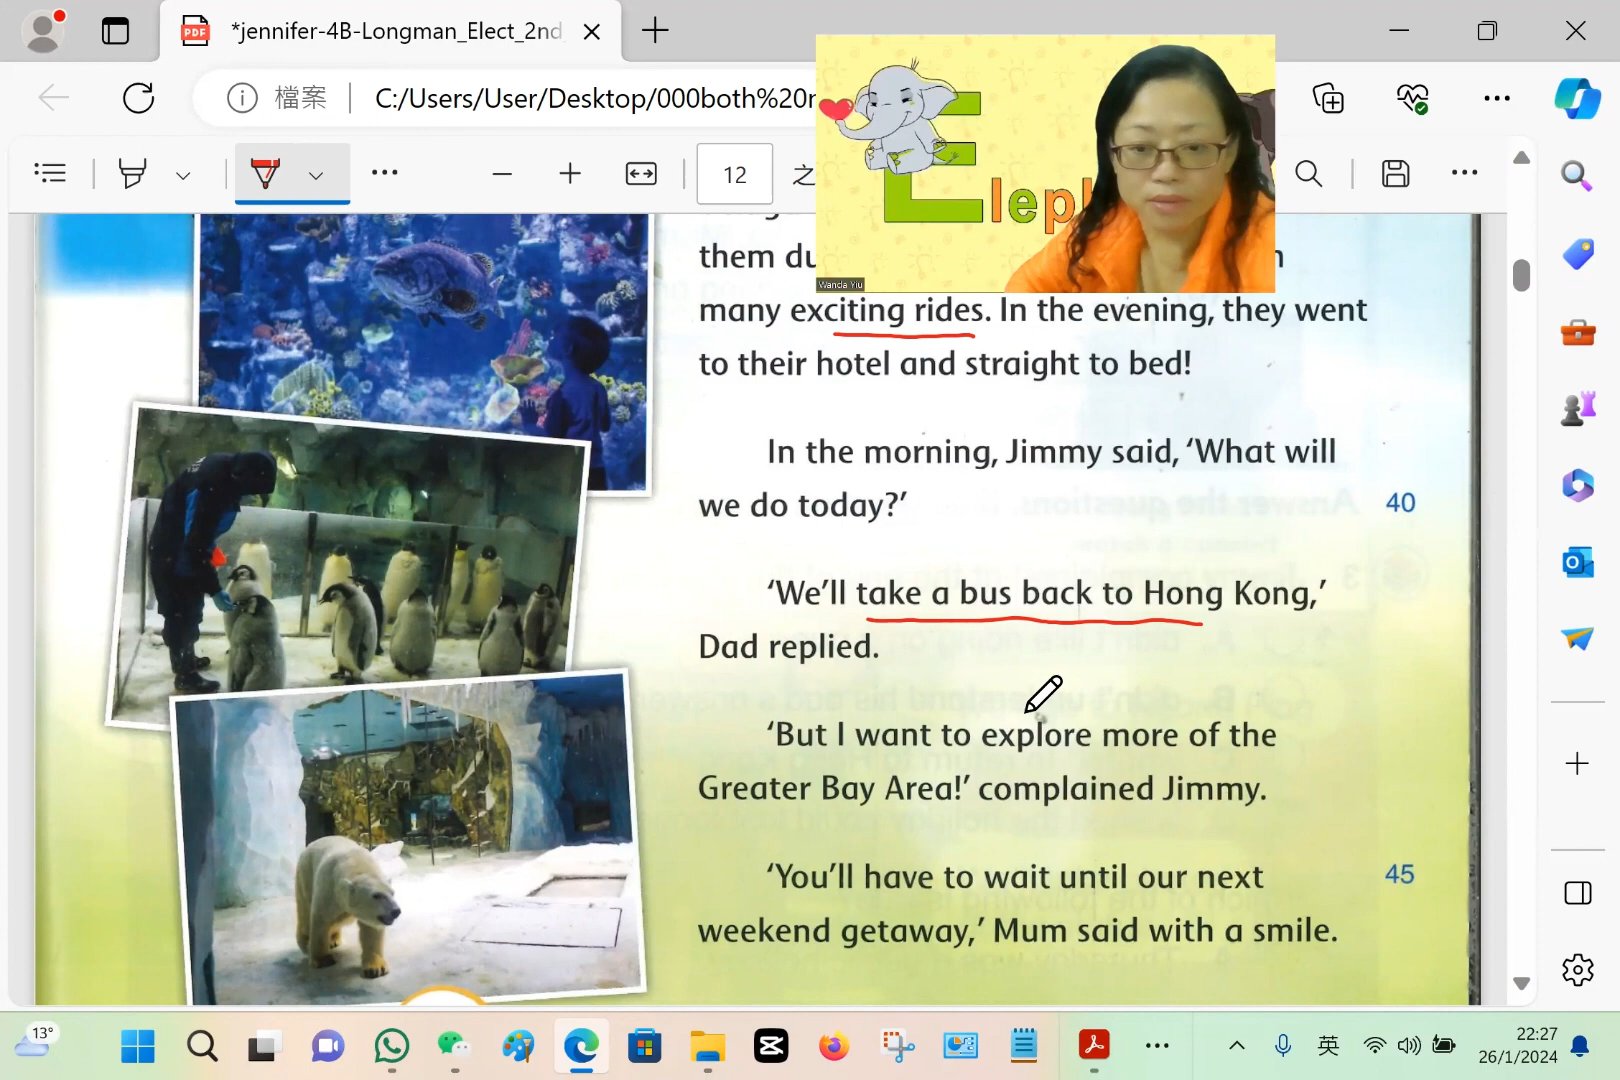 *jennifer-4B-Longman_Elect_2nd
檔案
C:/Users/User/Desktop/000both%20r
12
之
Eleph
Wanda Yiu
them du
many exciting rides. In the evening, they went
to their hotel and straight to bed!
In the morning, Jimmy said, ‘What will
we do today?’ 40
‘We’ll take a bus back to Hong Kong,’
Dad replied.
‘But I want to explore more of the
Greater Bay Area!’ complained Jimmy.
‘You’ll have to wait until our next 45
weekend getaway,’ Mum said with a smile.
13°
英
22:27
26/1/2024